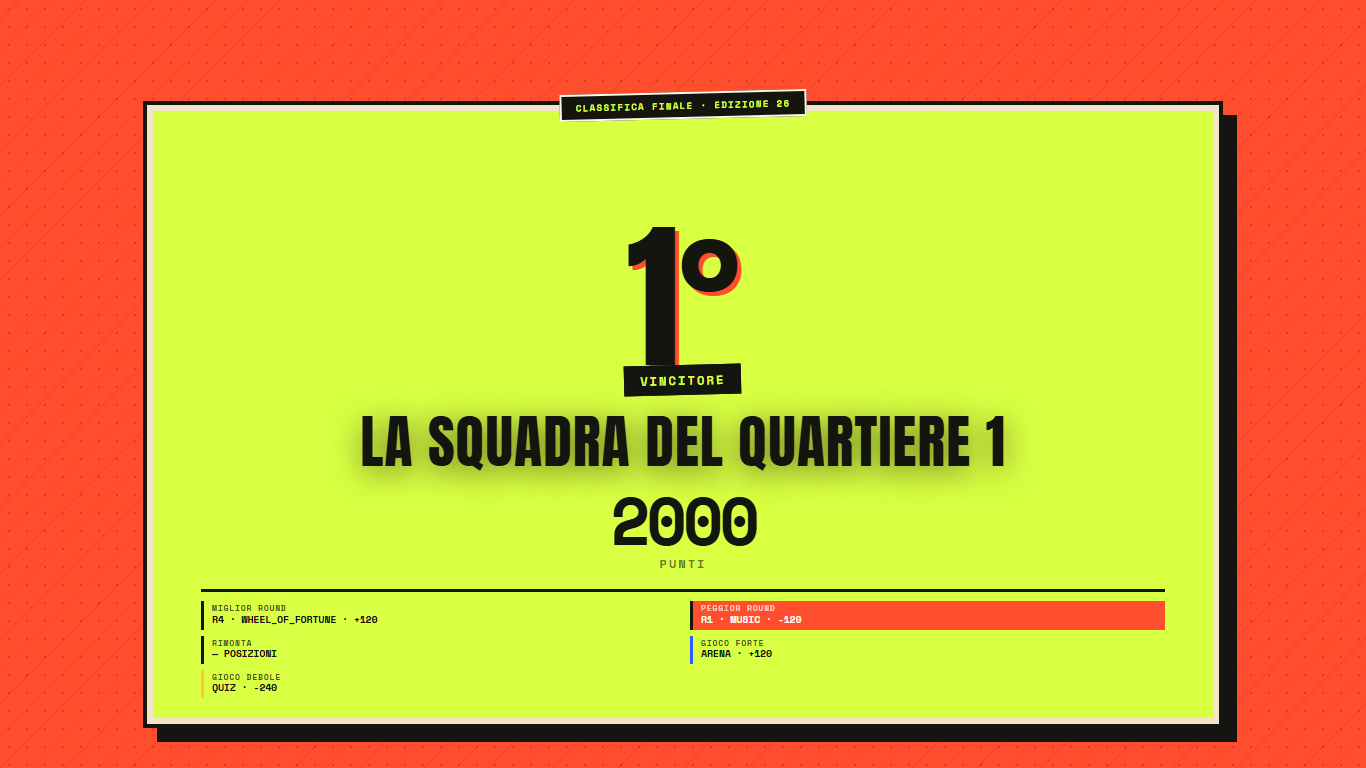 CLASSIFICA FINALE · EDIZIONE 26
1º
VINCITORE
LA SQUADRA DEL QUARTIERE 1
2000
PUNTI
MIGLIOR ROUND
R4 · WHEEL_OF_FORTUNE · +120
PEGGIOR ROUND
R1 · MUSIC · -120
RIMONTA
— POSIZIONI
GIOCO FORTE
ARENA · +120
GIOCO DEBOLE
QUIZ · -240